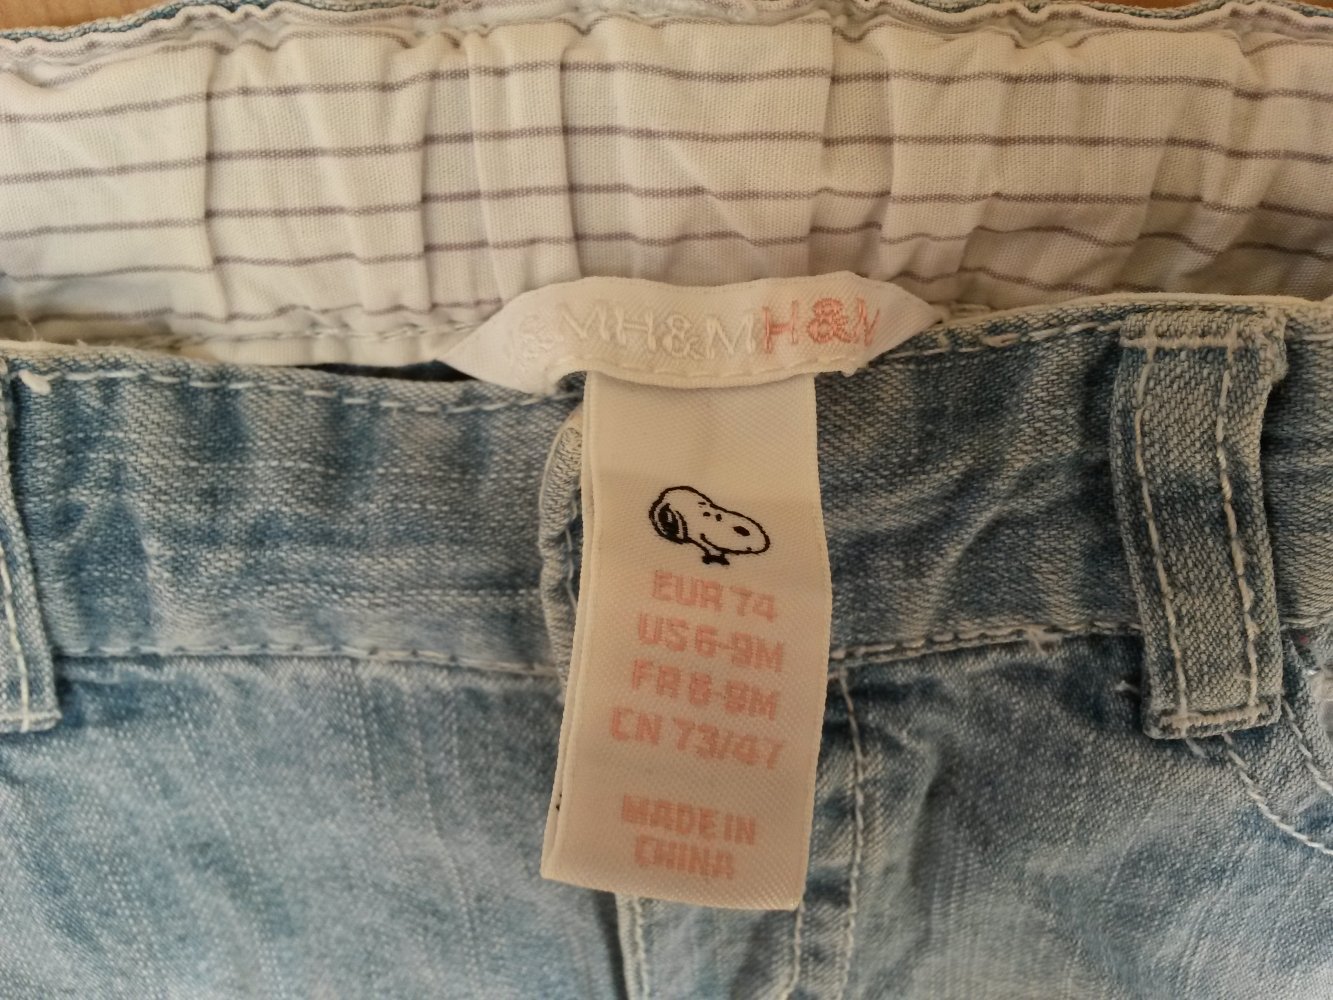 &MH&MH&M
EUR 74
US 6-9M
FR 6-9M
CN 73/47
MADE IN
CHINA